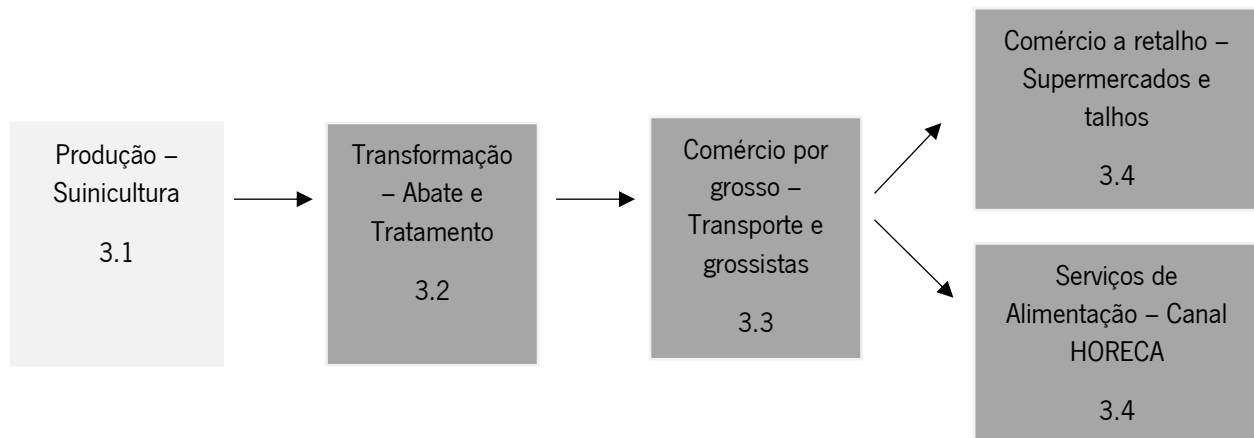 Produção –
Suinicultura
3.1
Transformação
– Abate e
Tratamento
3.2
Comércio por
grosso –
Transporte e
grossistas
3.3
Comércio a retalho –
Supermercados e
talhos
3.4
Serviços de
Alimentação – Canal
HORECA
3.4